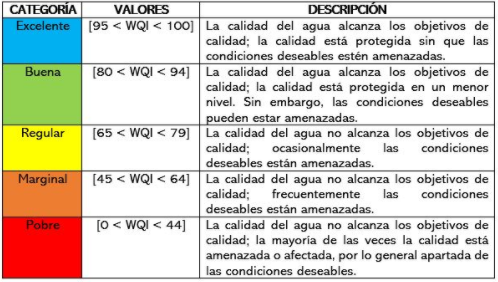 CATEGORÍA VALORES DESCRIPCIÓN
Excelente [95 < WQI < 100] La calidad del agua alcanza los objetivos de
calidad; la calidad está protegida sin que las
condiciones deseables estén amenazadas.
Buena [80 < WQI < 94] La calidad del agua alcanza los objetivos de
calidad; la calidad está protegida en un menor
nivel. Sin embargo, las condiciones deseables
pueden estar amenazadas.
Regular [65 < WQI < 79] La calidad del agua no alcanza los objetivos de
calidad; ocasionalmente las condiciones
deseables están amenazadas.
Marginal [45 < WQI < 64] La calidad del agua no alcanza los objetivos de
calidad; frecuentemente las condiciones
deseables están amenazadas.
Pobre [0 < WQI < 44] La calidad del agua no alcanza los objetivos de
calidad; la mayoría de las veces la calidad está
amenazada o afectada, por lo general apartada de
las condiciones deseables.